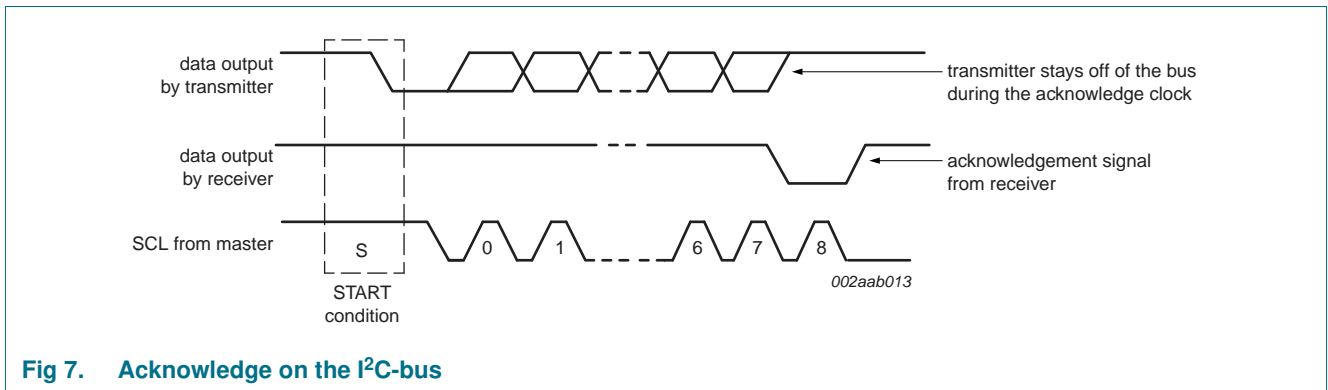 data output
by transmitter
transmitter stays off of the bus
during the acknowledge clock
data output
by receiver
acknowledgement signal
from receiver
SCL from master
S
0
1
6
7
8
002aab013
START
condition
Fig 7. Acknowledge on the I²C-bus